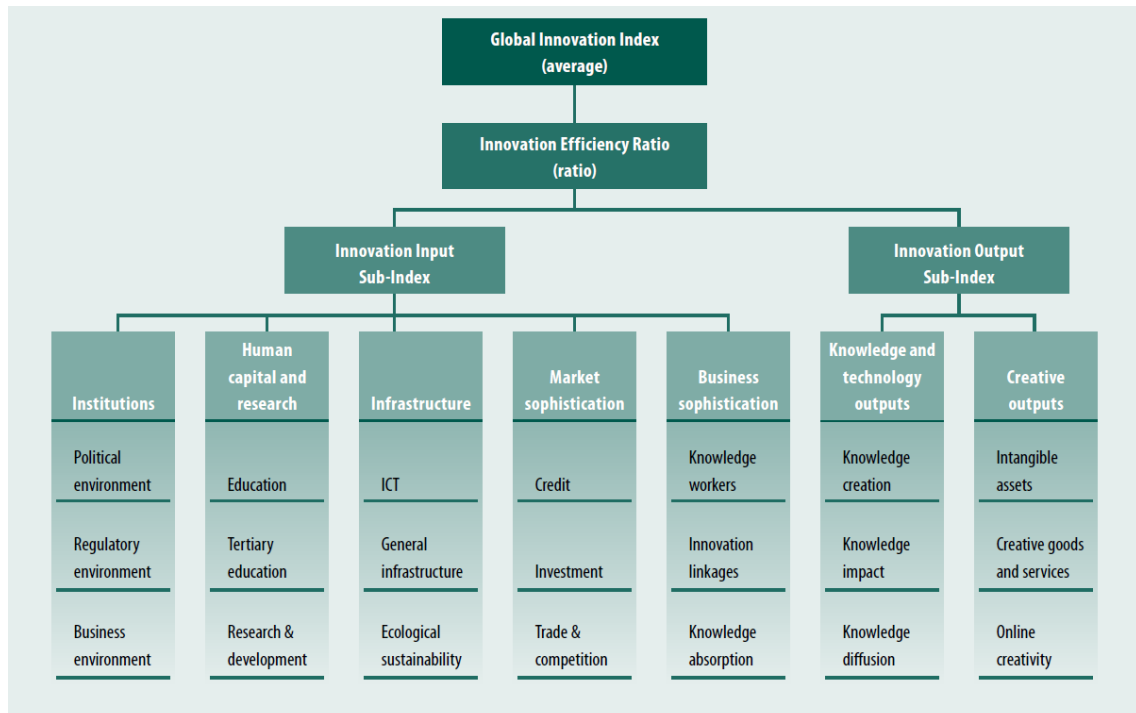 Global Innovation Index
(average)
Innovation Efficiency Ratio
(ratio)
Innovation Input
Sub-Index
Innovation Output
Sub-Index
Institutions
Human
capital and
research
Infrastructure
Market
sophistication
Business
sophistication
Knowledge and
technology
outputs
Creative
outputs
Political
environment
Education
ICT
Credit
Knowledge
workers
Knowledge
creation
Intangible
assets
Regulatory
environment
Tertiary
education
General
infrastructure
Investment
Innovation
linkages
Knowledge
impact
Creative goods
and services
Business
environment
Research &
development
Ecological
sustainability
Trade &
competition
Knowledge
absorption
Knowledge
diffusion
Online
creativity